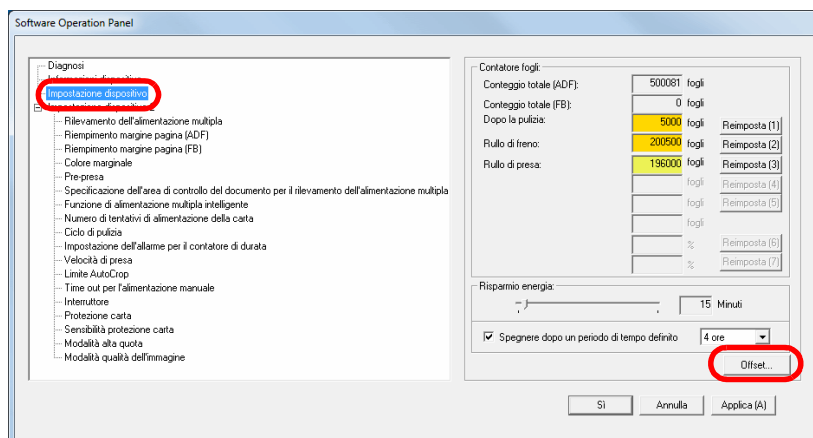 Software Operation Panel
Diagnosi
Informazioni dispositivo
Impostazione dispositivo
Impostazione dispositivo 2
Rilevamento dell'alimentazione multipla
Riempimento margine pagina (ADF)
Riempimento margine pagina (FB)
Colore marginale
Pre-presa
Specificazione dell'area di controllo del documento per il rilevamento dell'alimentazione multipla
Funzione di alimentazione multipla intelligente
Numero di tentativi di alimentazione della carta
Ciclo di pulizia
Impostazione dell'allarme per il contatore di durata
Velocità di presa
Limite AutoCrop
Time out per l'alimentazione manuale
Interruttore
Protezione carta
Sensibilità protezione carta
Modalità alta quota
Modalità qualità dell'immagine
Contatore fogli:
Conteggio totale (ADF): 500081 fogli
Conteggio totale (FB): 0 fogli
Dopo la pulizia: 5000 fogli Reimposta (1)
Rullo di freno: 200500 fogli Reimposta (2)
Rullo di presa: 196000 fogli Reimposta (3)
fogli Reimposta (4)
fogli Reimposta (5)
fogli
% Reimposta (6)
% Reimposta (7)
Risparmio energia:
15 Minuti
Spegnere dopo un periodo di tempo definito 4 ore
Offset...
Sì Annulla Applica (A)